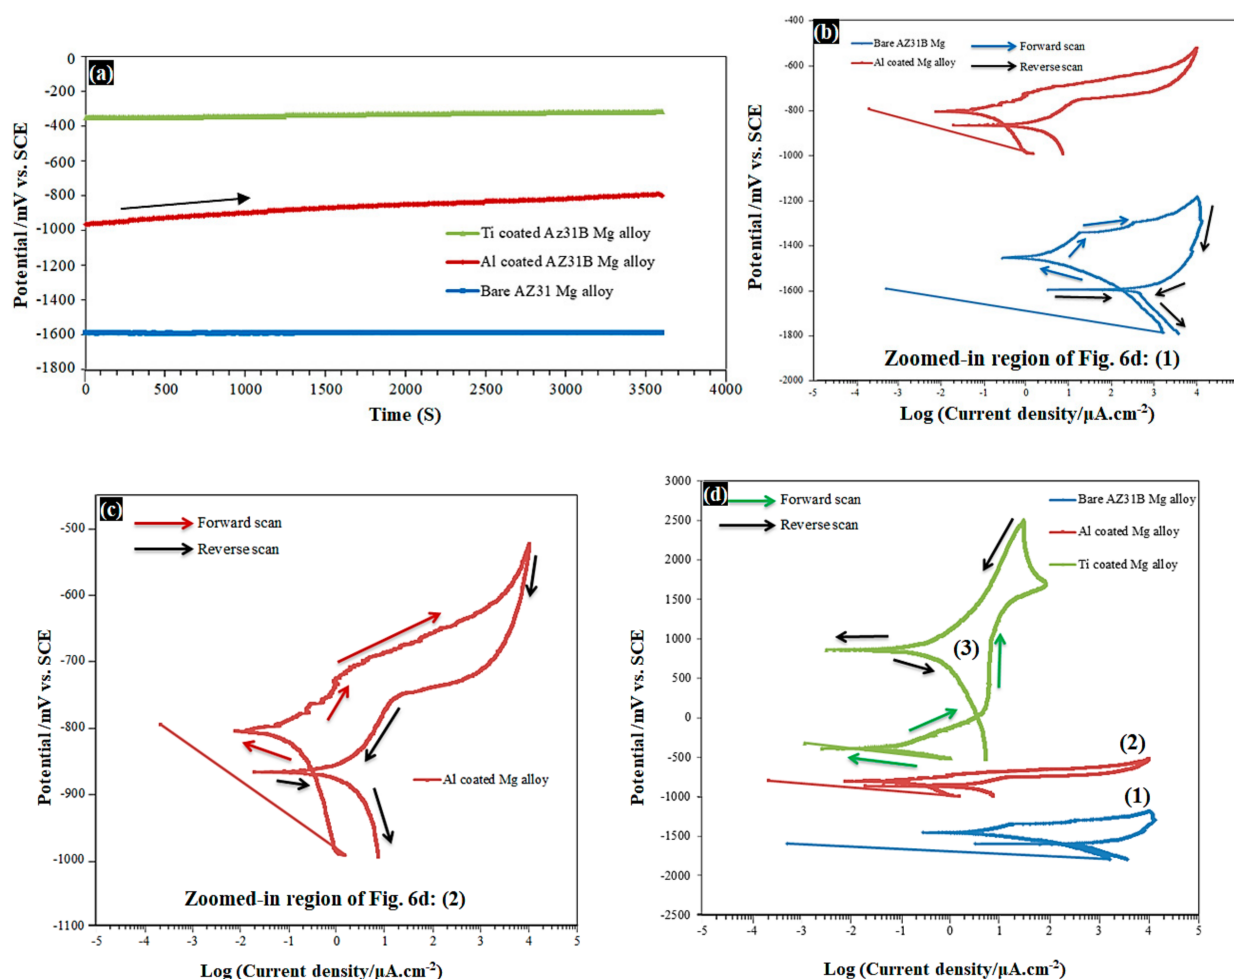 (a)
Potential /mV vs. SCE
0
-200
-400
-600
-800
-1000
-1200
-1400
-1600
-1800
Ti coated Az31B Mg alloy
Al coated AZ31B Mg alloy
Bare AZ31 Mg alloy
0 500 1000 1500 2000 2500 3000 3500 4000
Time (S)
(b)
Potential /mV vs. SCE
Bare AZ31B Mg
Al coated Mg alloy
Forward scan
Reverse scan
-400
-600
-800
-1000
-1200
-1400
-1600
-1800
-2000
Zoomed-in region of Fig. 6d: (1)
-5 -4 -3 -2 -1 0 1 2 3 4 5
Log (Current density/µA.cm-2)
(c)
Potential /mV vs. SCE
Forward scan
Reverse scan
-450
-500
-600
-700
-800
-900
-1000
-1100
Al coated Mg alloy
Zoomed-in region of Fig. 6d: (2)
-5 -4 -3 -2 -1 0 1 2 3 4 5
Log (Current density/µA.cm-2)
(d)
Potential /mV vs. SCE
Forward scan
Reverse scan
Bare AZ31B Mg alloy
Al coated Mg alloy
Ti coated Mg alloy
3000
2500
2000
1500
1000
500
0
-500
-1000
-1500
-2000
-2500
(3)
(2)
(1)
-5 -4 -3 -2 -1 0 1 2 3 4 5
Log (Current density/µA.cm-2)